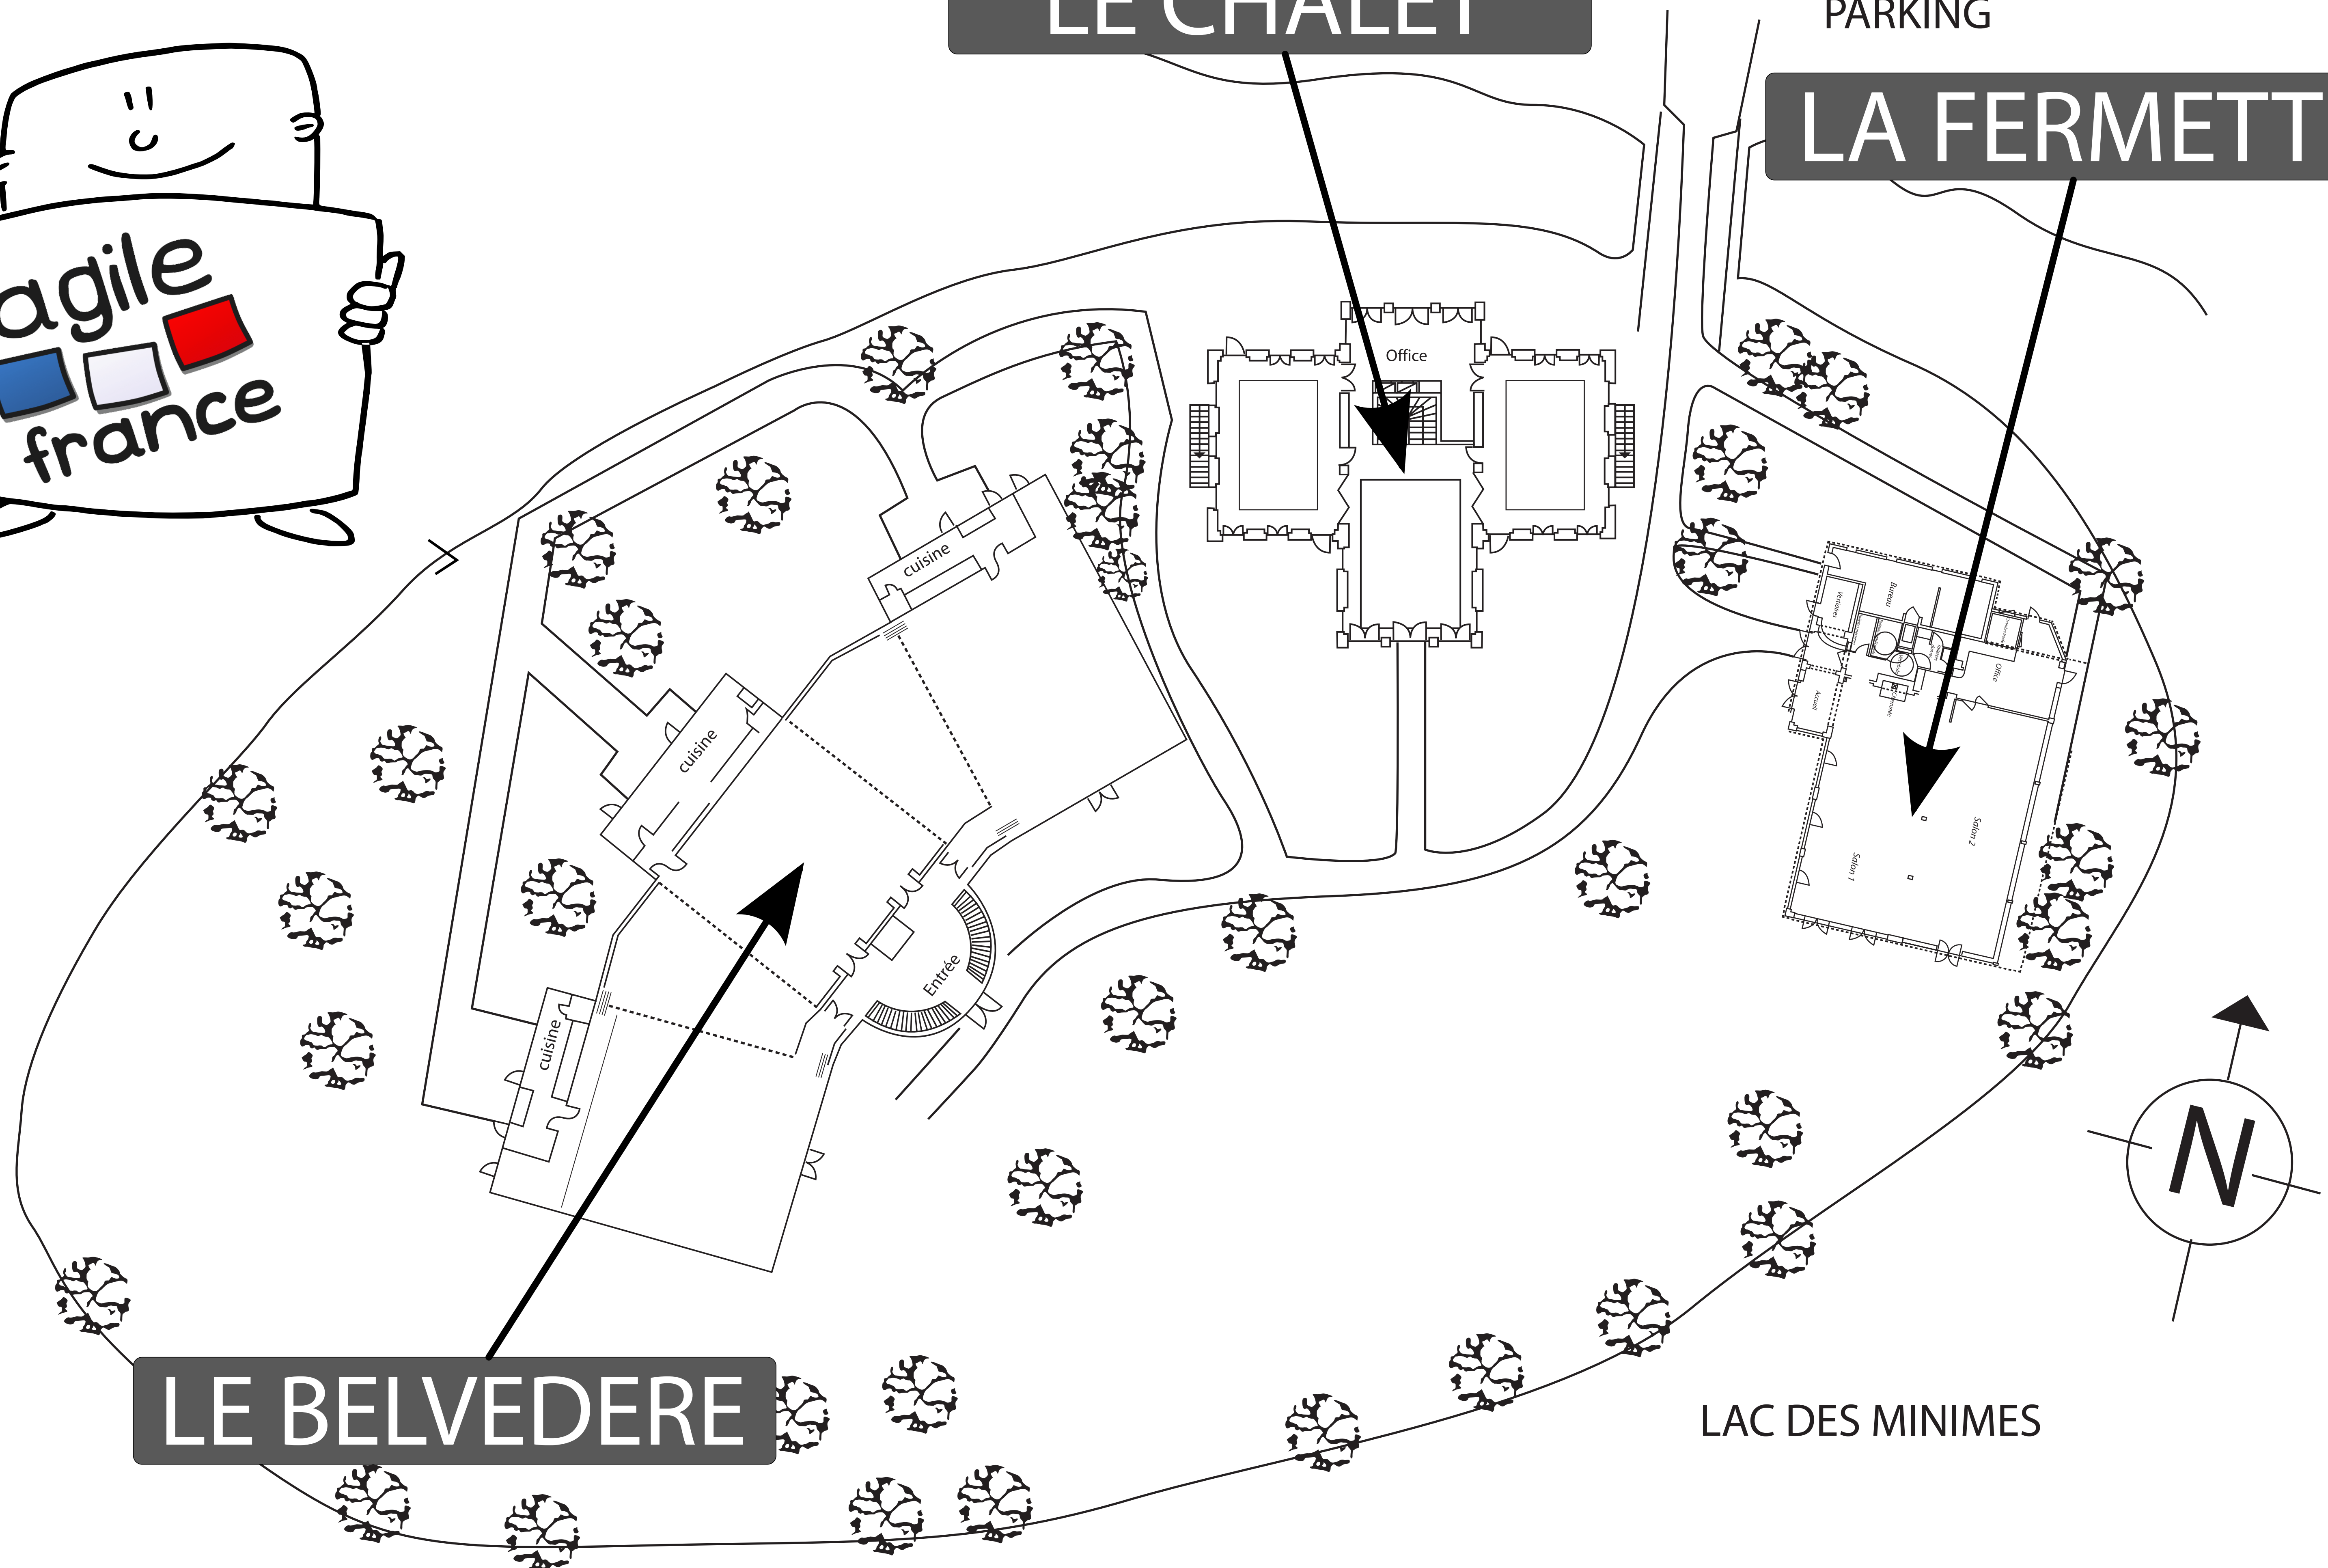 LE CHALET
PARKING
LA FERMETT
agile
france
Office
cuisine
cuisine
cuisine
Entrée
Vestiaires
Bureau
Office
Accueil
Salon 1
Salon 2
N
LE BELVEDERE
LAC DES MINIMES